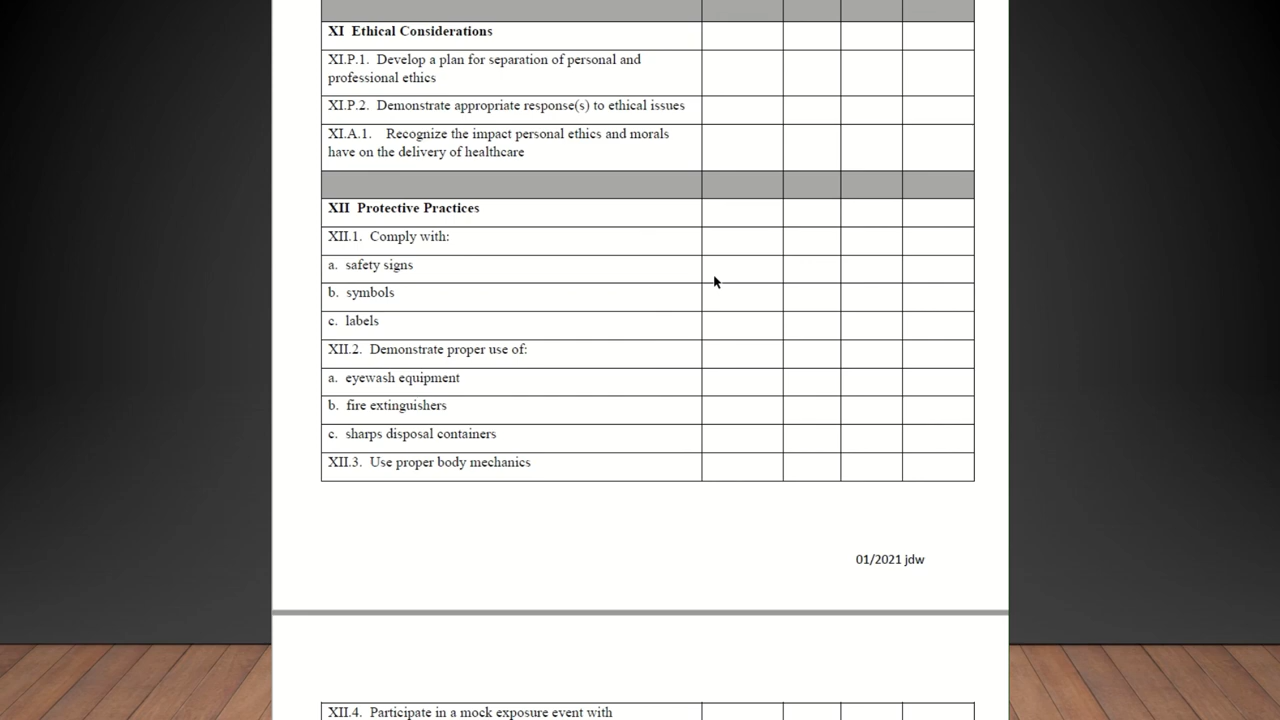 XI Ethical Considerations
XI.P.1. Develop a plan for separation of personal and
professional ethics
XI.P.2. Demonstrate appropriate response(s) to ethical issues
XI.A.1. Recognize the impact personal ethics and morals
have on the delivery of healthcare
XII Protective Practices
XII.1. Comply with:
a. safety signs
b. symbols
c. labels
XII.2. Demonstrate proper use of:
a. eyewash equipment
b. fire extinguishers
c. sharps disposal containers
XII.3. Use proper body mechanics
01/2021 jdw
XII.4. Participate in a mock exposure event with